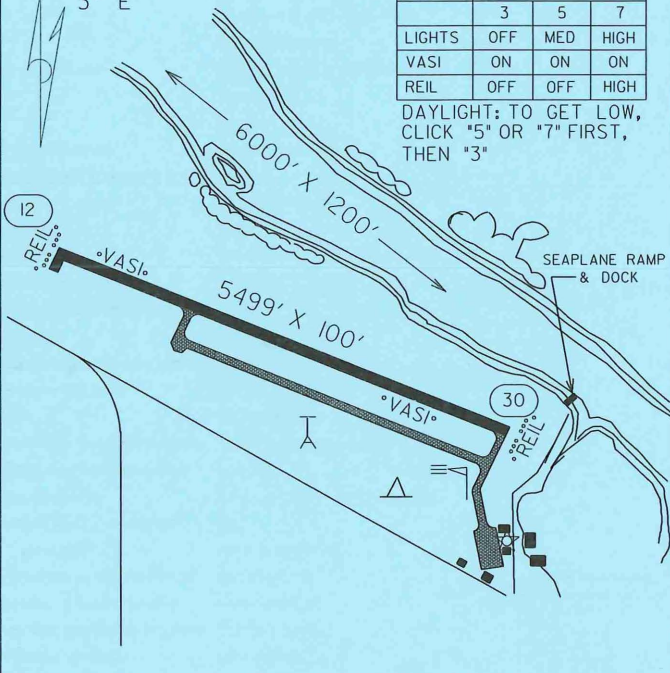 3 5 7
LIGHTS OFF MED HIGH
VASI ON ON ON
REIL OFF OFF HIGH
DAYLIGHT: TO GET LOW,
CLICK "5" OR "7" FIRST,
THEN "3"
6000' X 1200'
12
REIL
VASI
5499' X 100'
SEAPLANE RAMP
& DOCK
VASI
30
REIL